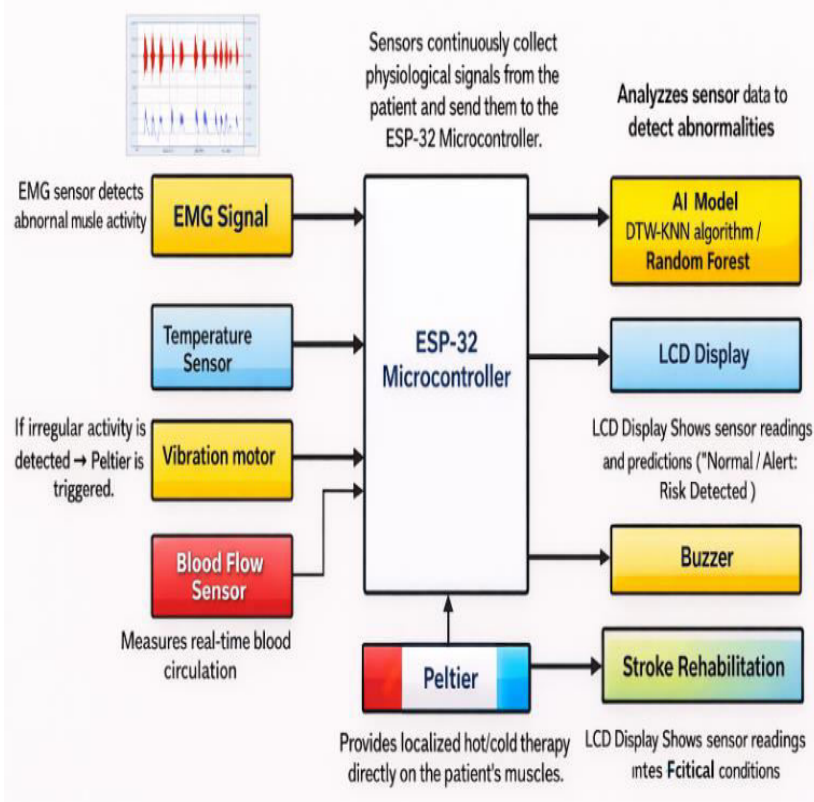 Sensors continuously collect
physiological signals from the
patient and send them to the
ESP-32 Microcontroller.
Analyzzes sensor data to
detect abnormalities
EMG sensor detects
abnornal musle activity
EMG Signal
AI Model
DTW-KNN algorithm /
Random Forest
Temperature
Sensor
ESP-32
Microcontroller
LCD Display
If irregular activity is
detected → Peltier is
triggered.
Vibration motor
LCD Display Shows sensor readings
and predictions ("Normal / Alert:
Risk Detected )
Blood Flow
Sensor
Buzzer
Measures real-time blood
circulation
Peltier
Stroke Rehabilitation
Provides localized hot/cold therapy
directly on the patient's muscles.
LCD Display Shows sensor readings
intes Fcitical conditions